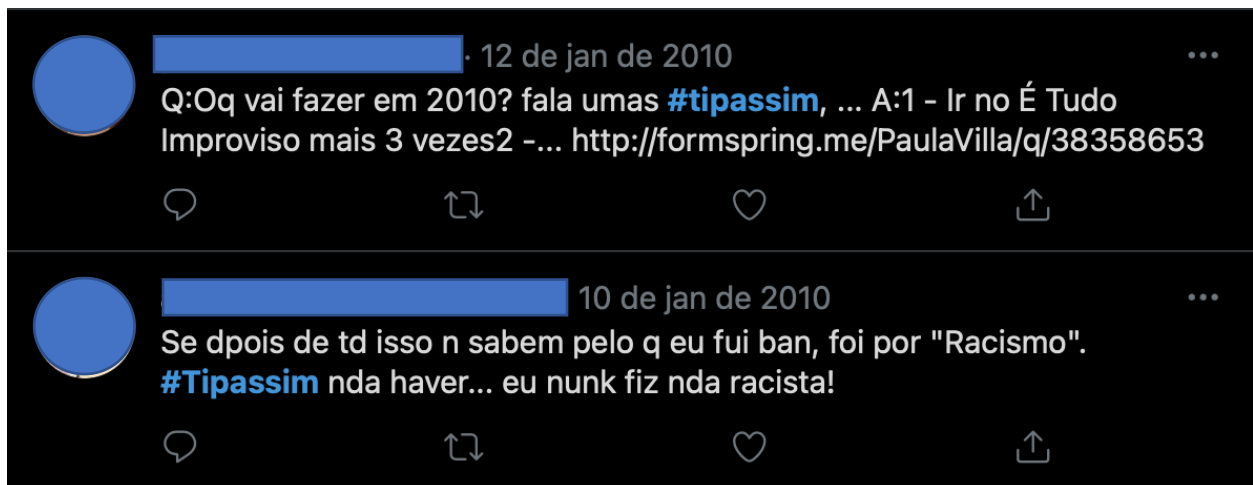 · 12 de jan de 2010
Q:Oq vai fazer em 2010? fala umas #tipassim, ... A:1 - Ir no É Tudo
Improviso mais 3 vezes2 -... http://formspring.me/PaulaVilla/q/38358653
10 de jan de 2010
Se dpois de td isso n sabem pelo q eu fui ban, foi por "Racismo".
#Tipassim nda haver... eu nunk fiz nda racista!